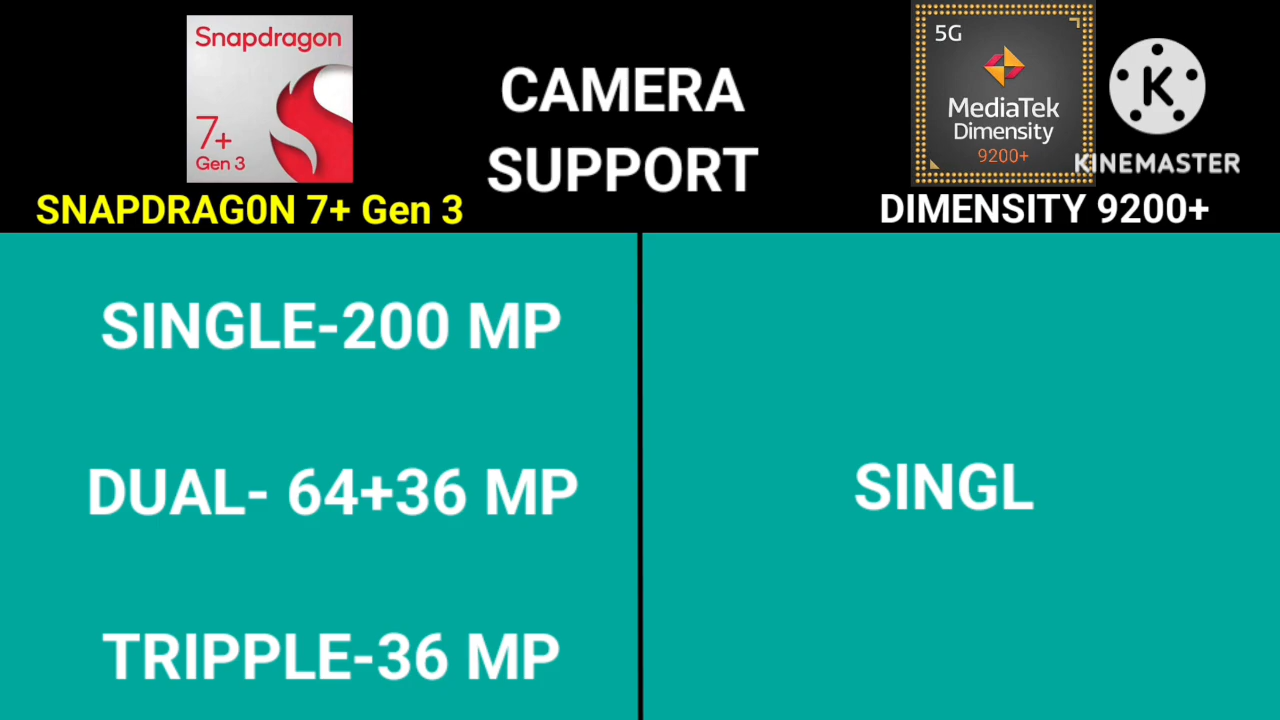 Snapdragon
7+
Gen 3
SNAPDRAG0N 7+ Gen 3
CAMERA
SUPPORT
5G
MediaTek
Dimensity
9200+
K
KINEMASTER
DIMENSITY 9200+
SINGLE-200 MP
DUAL- 64+36 MP
TRIPPLE-36 MP
SINGL